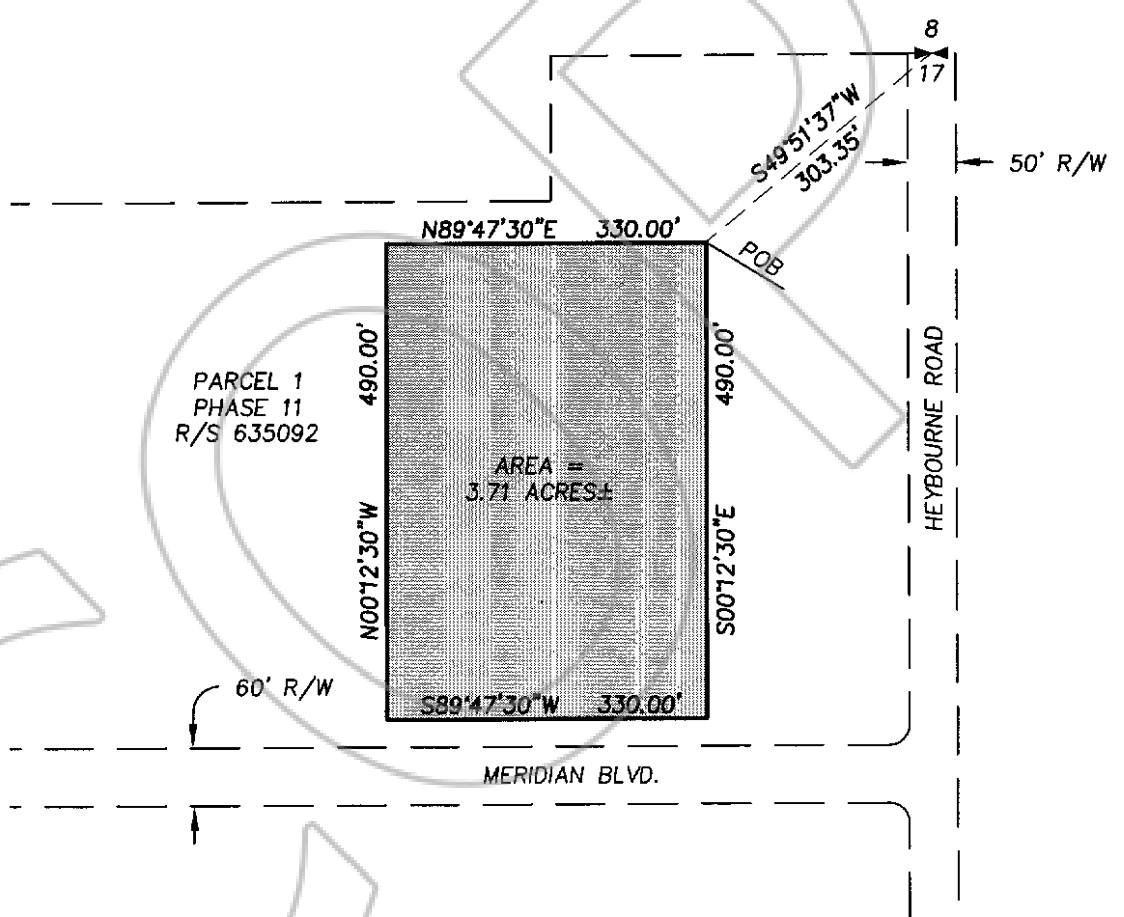 8
17
S49°51'37"W
303.35'
50' R/W
N89°47'30"E 330.00'
POB
490.00'
490.00'
HEYBOURNE ROAD
PARCEL 1
PHASE 11
R/S 635092
AREA =
3.71 ACRES±
N00°12'30"W
S00°12'30"E
60' R/W
S89°47'30"W 330.00'
MERIDIAN BLVD.